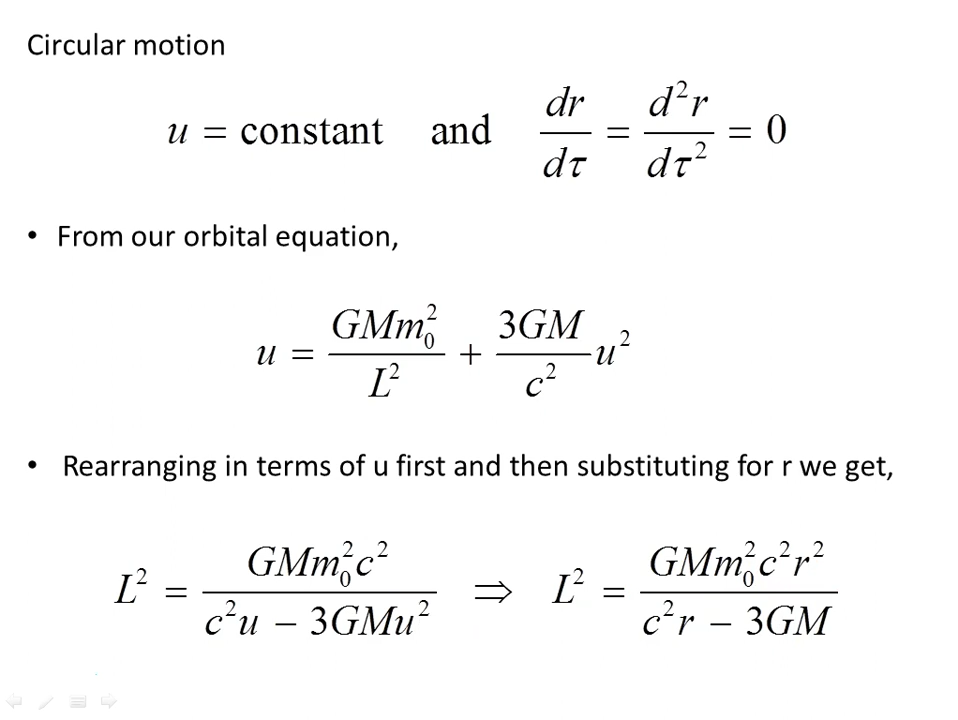 Circular motion
u = constant and dr/dτ = d²r/dτ² = 0
• From our orbital equation,
u = GMm₀²/L² + 3GM/c² u²
• Rearranging in terms of u first and then substituting for r we get,
L² = GMm₀²c²/(c²u − 3GMu²) ⇒ L² = GMm₀²c²r²/(c²r − 3GM)